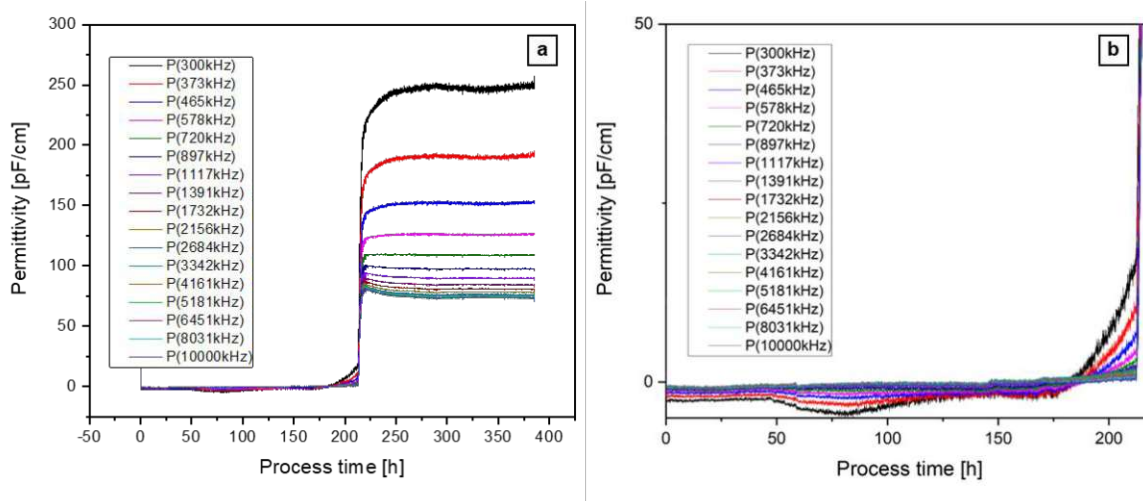 300
250
200
150
100
50
0
Permittivity [pF/cm]
a
P(300kHz)
P(373kHz)
P(465kHz)
P(578kHz)
P(720kHz)
P(897kHz)
P(1117kHz)
P(1391kHz)
P(1732kHz)
P(2156kHz)
P(2684kHz)
P(3342kHz)
P(4161kHz)
P(5181kHz)
P(6451kHz)
P(8031kHz)
P(10000kHz)
-50 0 50 100 150 200 250 300 350 400
Process time [h]
50
0
Permittivity [pF/cm]
b
P(300kHz)
P(373kHz)
P(465kHz)
P(578kHz)
P(720kHz)
P(897kHz)
P(1117kHz)
P(1391kHz)
P(1732kHz)
P(2156kHz)
P(2684kHz)
P(3342kHz)
P(4161kHz)
P(5181kHz)
P(6451kHz)
P(8031kHz)
P(10000kHz)
0 50 100 150 200
Process time [h]